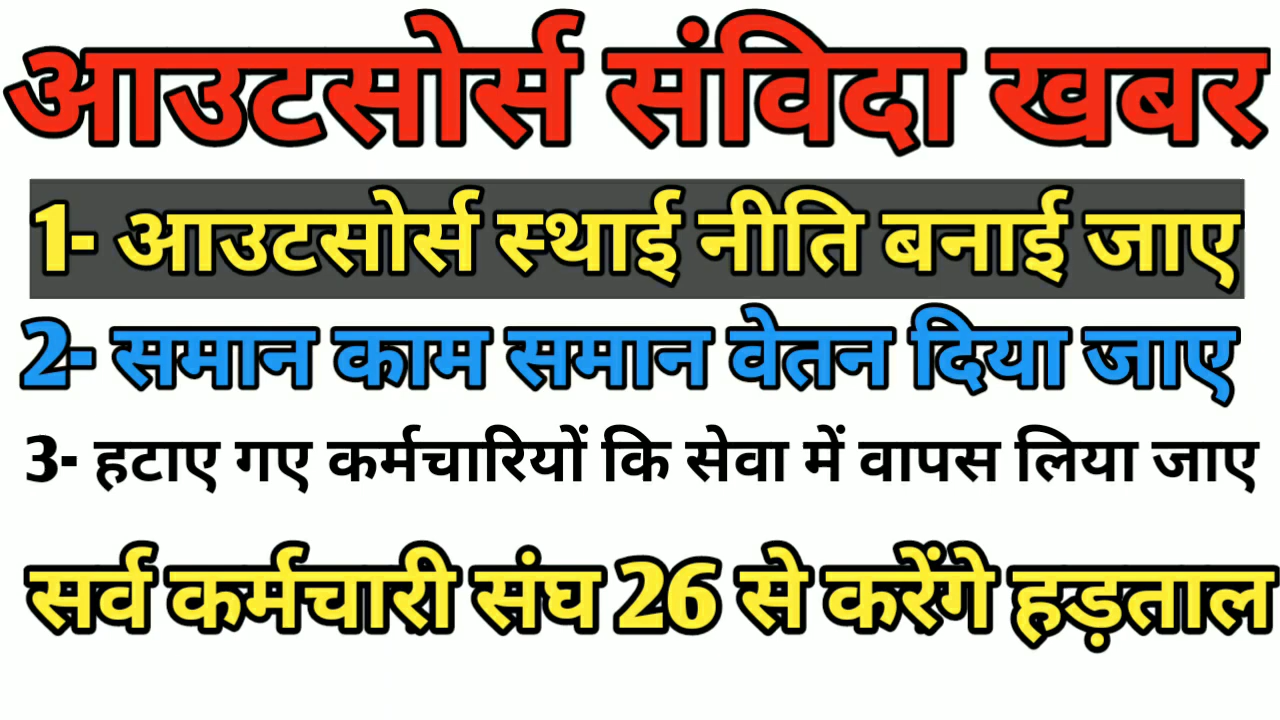 आउटसोर्स संविदा खबर
1- आउटसोर्स स्थाई नीति बनाई जाए
2- समान काम समान वेतन दिया जाए
3- हटाए गए कर्मचारियों कि सेवा में वापस लिया जाए
सर्व कर्मचारी संघ 26 से करेंगे हड़ताल